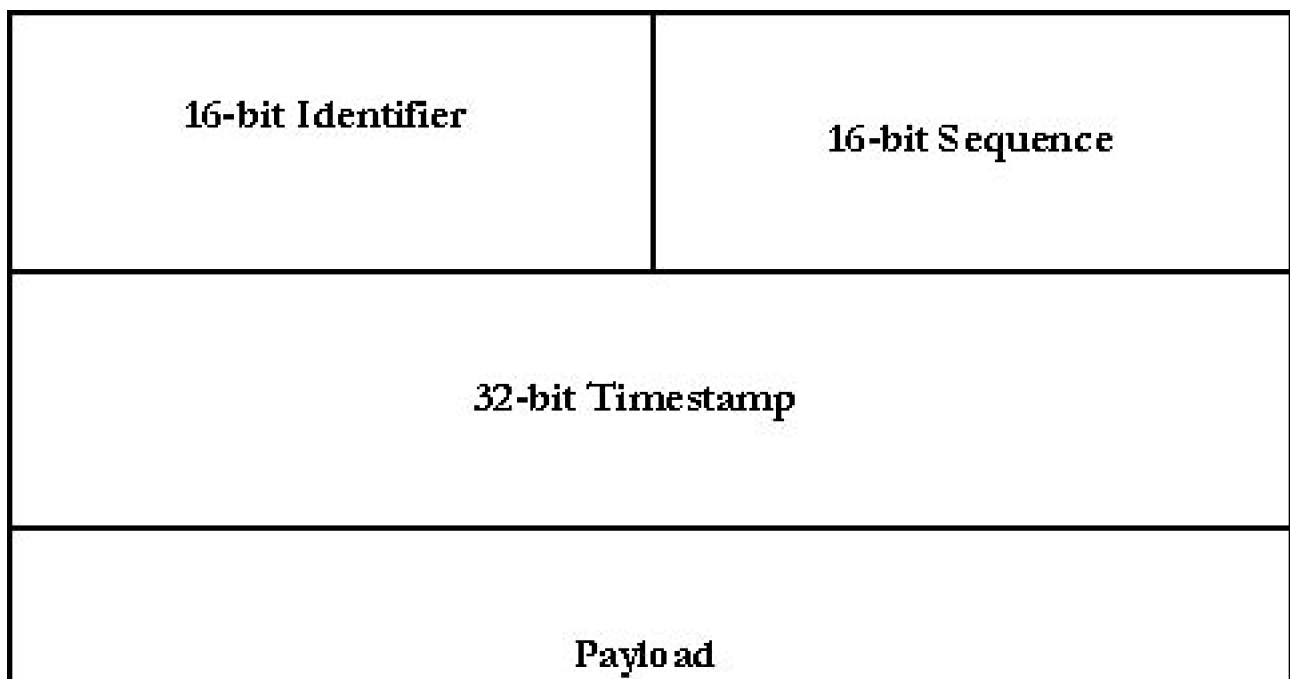 16-bit Identifier
16-bit Sequence
32-bit Timestamp
Payload